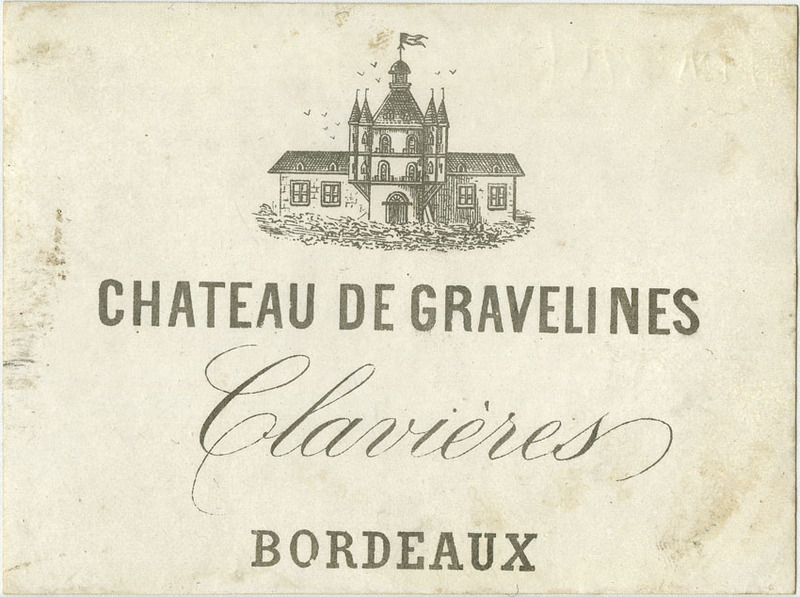 CHATEAU DE GRAVELINES
Clavières
BORDEAUX